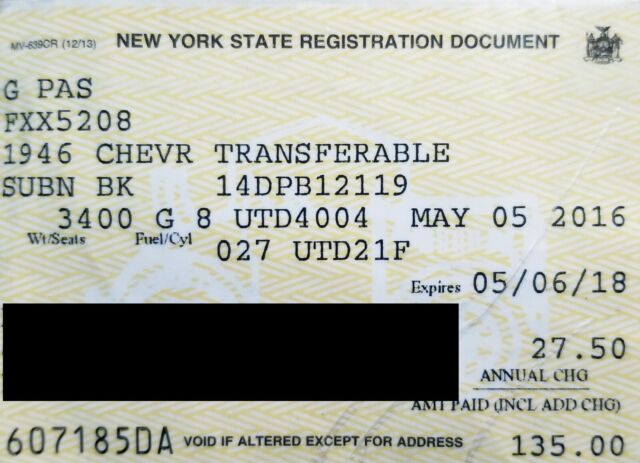 MV-639CR (12/13) NEW YORK STATE REGISTRATION DOCUMENT
G PAS
FXX5208
1946 CHEVR TRANSFERABLE
SUBN BK 14DPB12119
3400 G 8 UTD4004 MAY 05 2016
Wt/Seats Fuel/Cyl 027 UTD21F
Expires 05/06/18
27.50
ANNUAL CHG
AMT PAID (INCL ADD CHG)
607185DA VOID IF ALTERED EXCEPT FOR ADDRESS 135.00